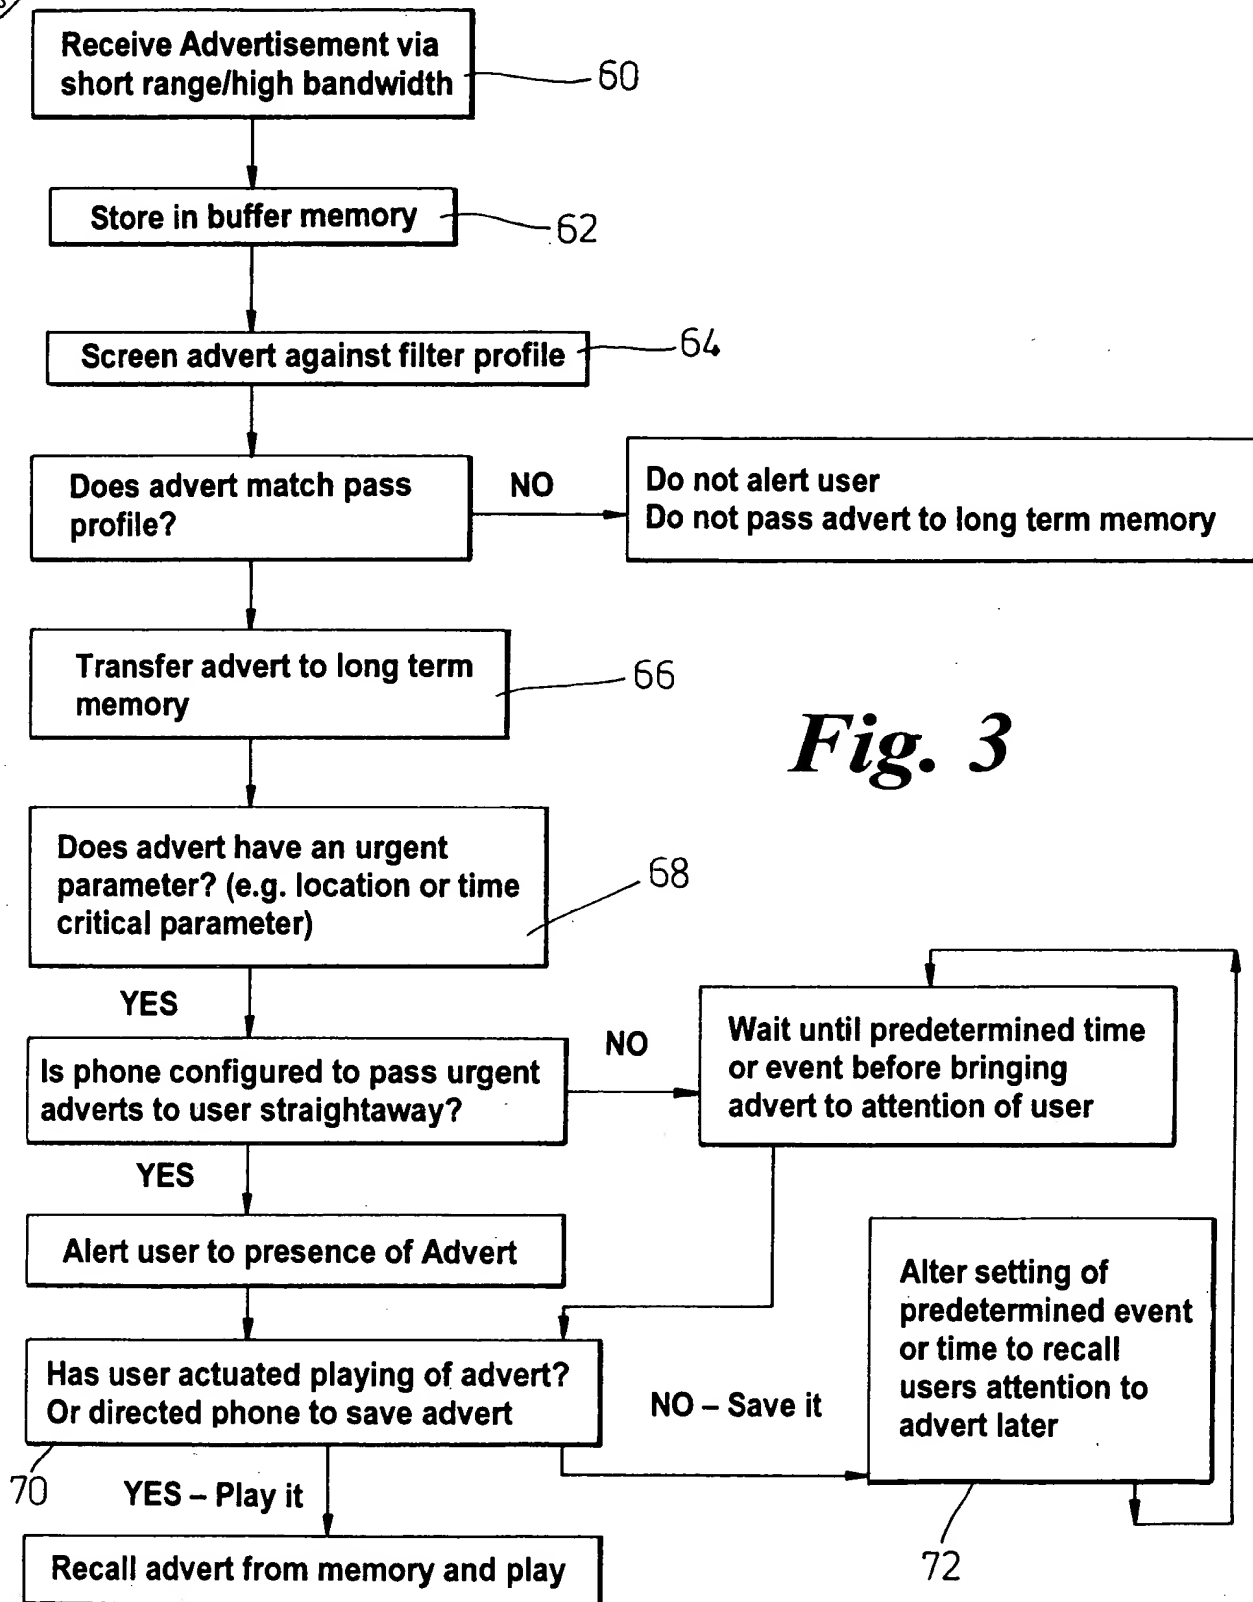 Receive Advertisement via
short range/high bandwidth
60
Store in buffer memory
62
Screen advert against filter profile
64
Does advert match pass
profile?
NO
Do not alert user
Do not pass advert to long term memory
Transfer advert to long term
memory
66
Fig. 3
Does advert have an urgent
parameter? (e.g. location or time
critical parameter)
68
YES
Is phone configured to pass urgent
adverts to user straightaway?
NO
Wait until predetermined time
or event before bringing
advert to attention of user
YES
Alert user to presence of Advert
Has user actuated playing of advert?
Or directed phone to save advert
70
NO – Save it
Alter setting of
predetermined event
or time to recall
users attention to
advert later
72
YES – Play it
Recall advert from memory and play